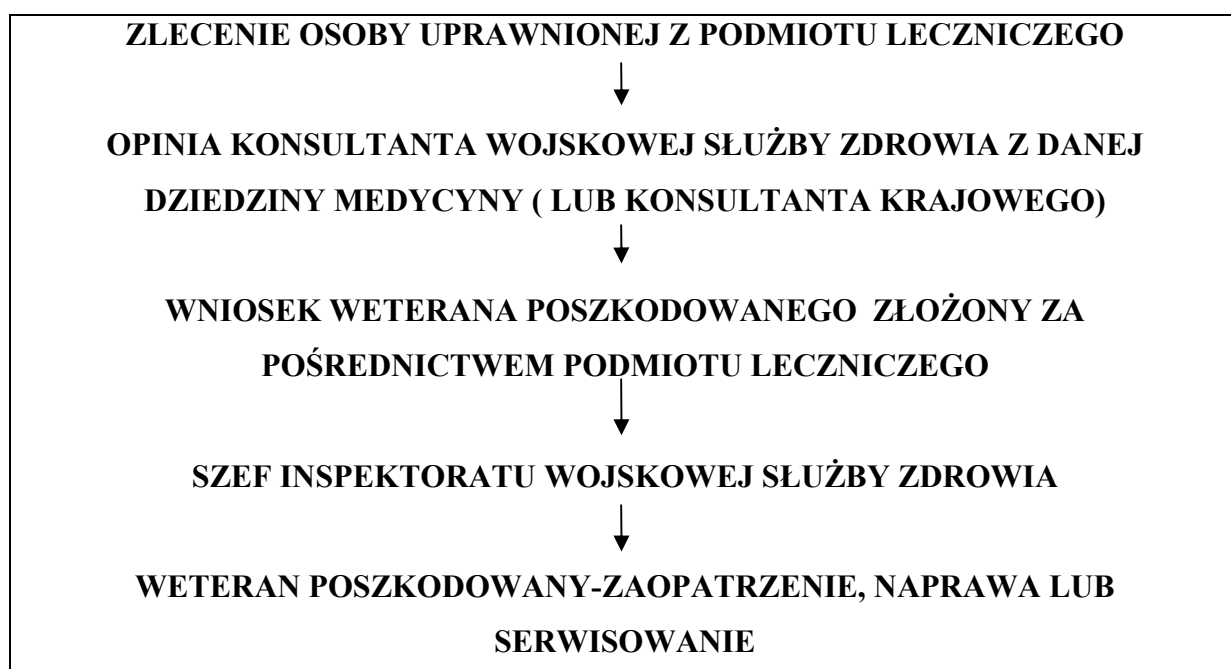 ZLECENIE OSOBY UPRAWNIONEJ Z PODMIOTU LECZNICZEGO
OPINIA KONSULTANTA WOJSKOWEJ SŁUŻBY ZDROWIA Z DANEJ
DZIEDZINY MEDYCYNY ( LUB KONSULTANTA KRAJOWEGO)
WNIOSEK WETERANA POSZKODOWANEGO ZŁOŻONY ZA
POŚREDNICTWEM PODMIOTU LECZNICZEGO
SZEF INSPEKTORATU WOJSKOWEJ SŁUŻBY ZDROWIA
WETERAN POSZKODOWANY-ZAOPATRZENIE, NAPRAWA LUB
SERWISOWANIE